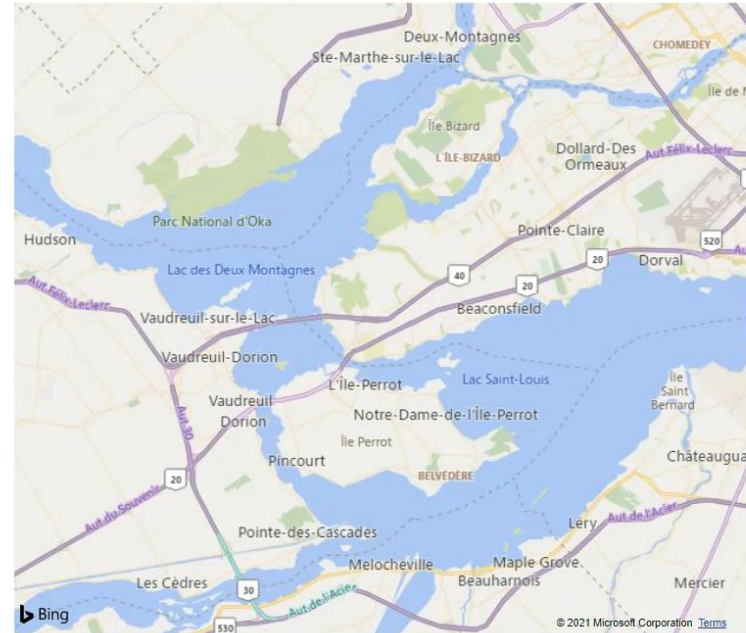 Deux-Montagnes
Ste-Marthe-sur-le-Lac
CHOMEDEY
Île Bizard
L'ÎLE-BIZARD
Dollard-Des
Ormeaux
Aut Félix-Leclerc
Parc National d'Oka
Hudson
Pointe-Claire
520
20
Dorval
Lac des Deux Montagnes
40
20
Aut Félix-Leclerc
Beaconsfield
Vaudreuil-sur-le-Lac
Vaudreuil-Dorion
L'Île-Perrot
Lac Saint-Louis
Île
Saint
Bernard
Vaudreuil
Dorion
Notre-Dame-de-l'Île-Perrot
Aut 30
Île Perrot
Pincourt
BELVÉDÈRE
Châteaugua
20
Aut du Souvenir
Pointe-des-Cascades
Léry
Aut de l'Acier
Melocheville
Maple Grove
Beauharnois
Les Cèdres
30
Mercier
Aut de l'Acier
530
Bing
© 2021 Microsoft Corporation Terms